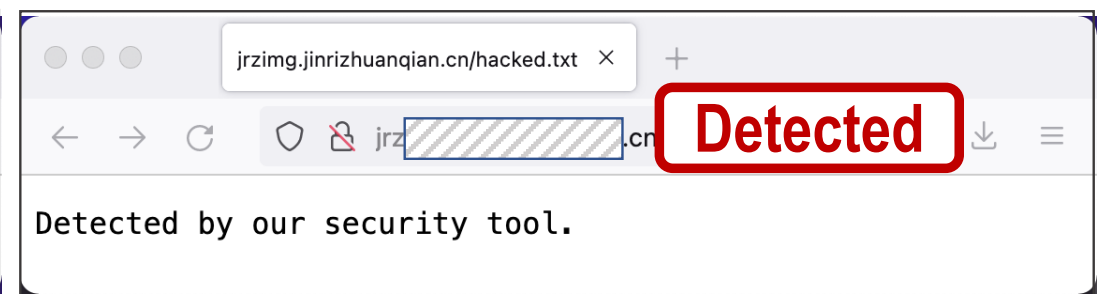 jrzimg.jinrizhuanqian.cn/hacked.txt
jrz .cn
Detected
Detected by our security tool.